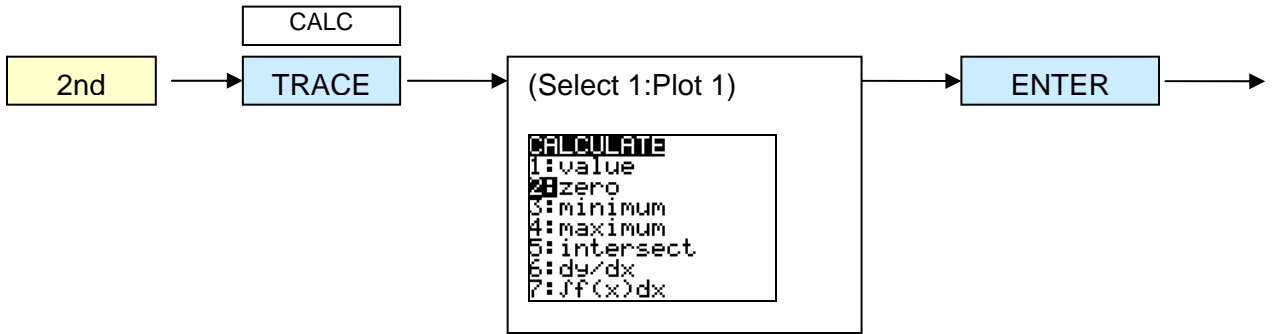 CALC
2nd
TRACE
(Select 1:Plot 1)
ENTER
CALCULATE
1:value
2:zero
3:minimum
4:maximum
5:intersect
6:dy/dx
7:∫f(x)dx